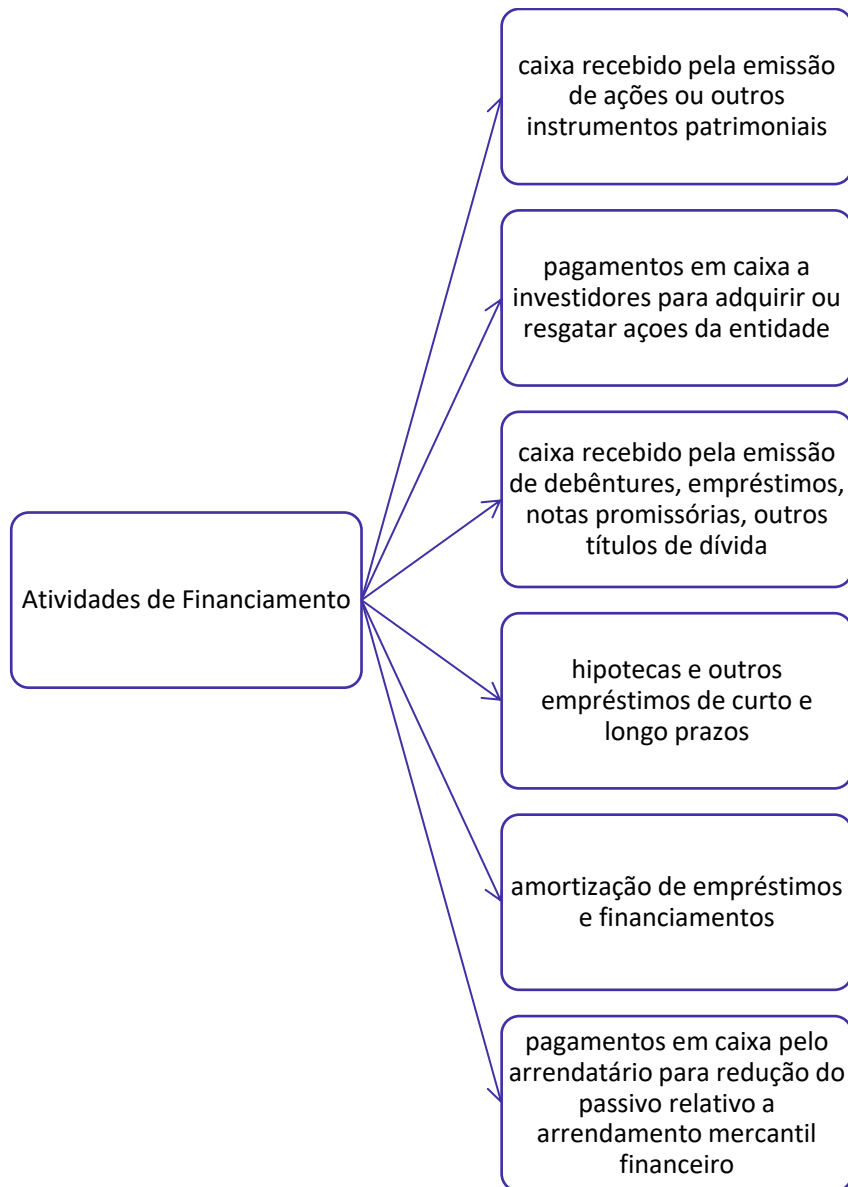 caixa recebido pela emissão
de ações ou outros
instrumentos patrimoniais
pagamentos em caixa a
investidores para adquirir ou
resgatar açoes da entidade
caixa recebido pela emissão
de debêntures, empréstimos,
notas promissórias, outros
títulos de dívida
Atividades de Financiamento
hipotecas e outros
empréstimos de curto e
longo prazos
amortização de empréstimos
e financiamentos
pagamentos em caixa pelo
arrendatário para redução do
passivo relativo a
arrendamento mercantil
financeiro